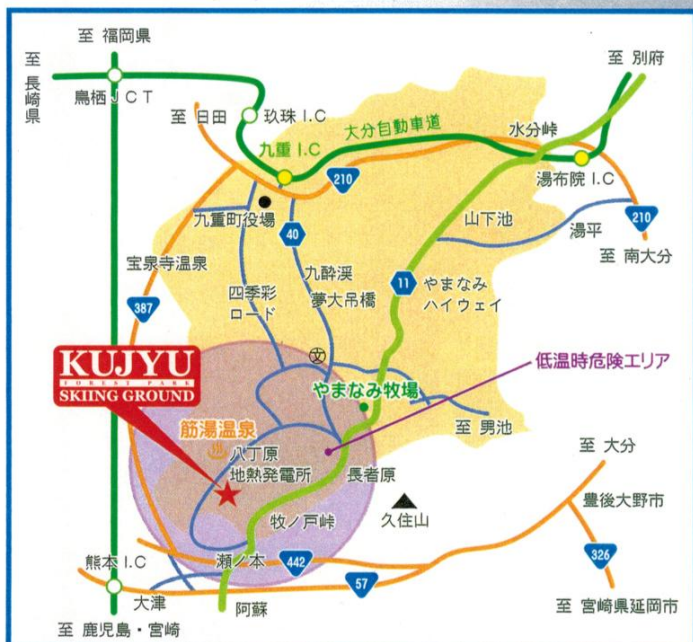 至 福岡県
至 長崎県
鳥栖JCT
至 日田
玖珠 I.C
九重 I.C
大分自動車道
水分峠
至 別府
湯布院 I.C
210
九重町役場
40
山下池
湯平
210
至 南大分
宝泉寺温泉
四季彩
ロード
九酔渓
夢大吊橋
11
やまなみ
ハイウェイ
387
文
KUJYU
FOREST PARK
SKIING GROUND
低温時危険エリア
やまなみ牧場
筋湯温泉
八丁原
地熱発電所
長者原
至 男池
至 大分
久住山
豊後大野市
牧ノ戸峠
熊本 I.C
瀬ノ本
442
326
57
大津
阿蘇
至 宮崎県延岡市
至 鹿児島・宮崎